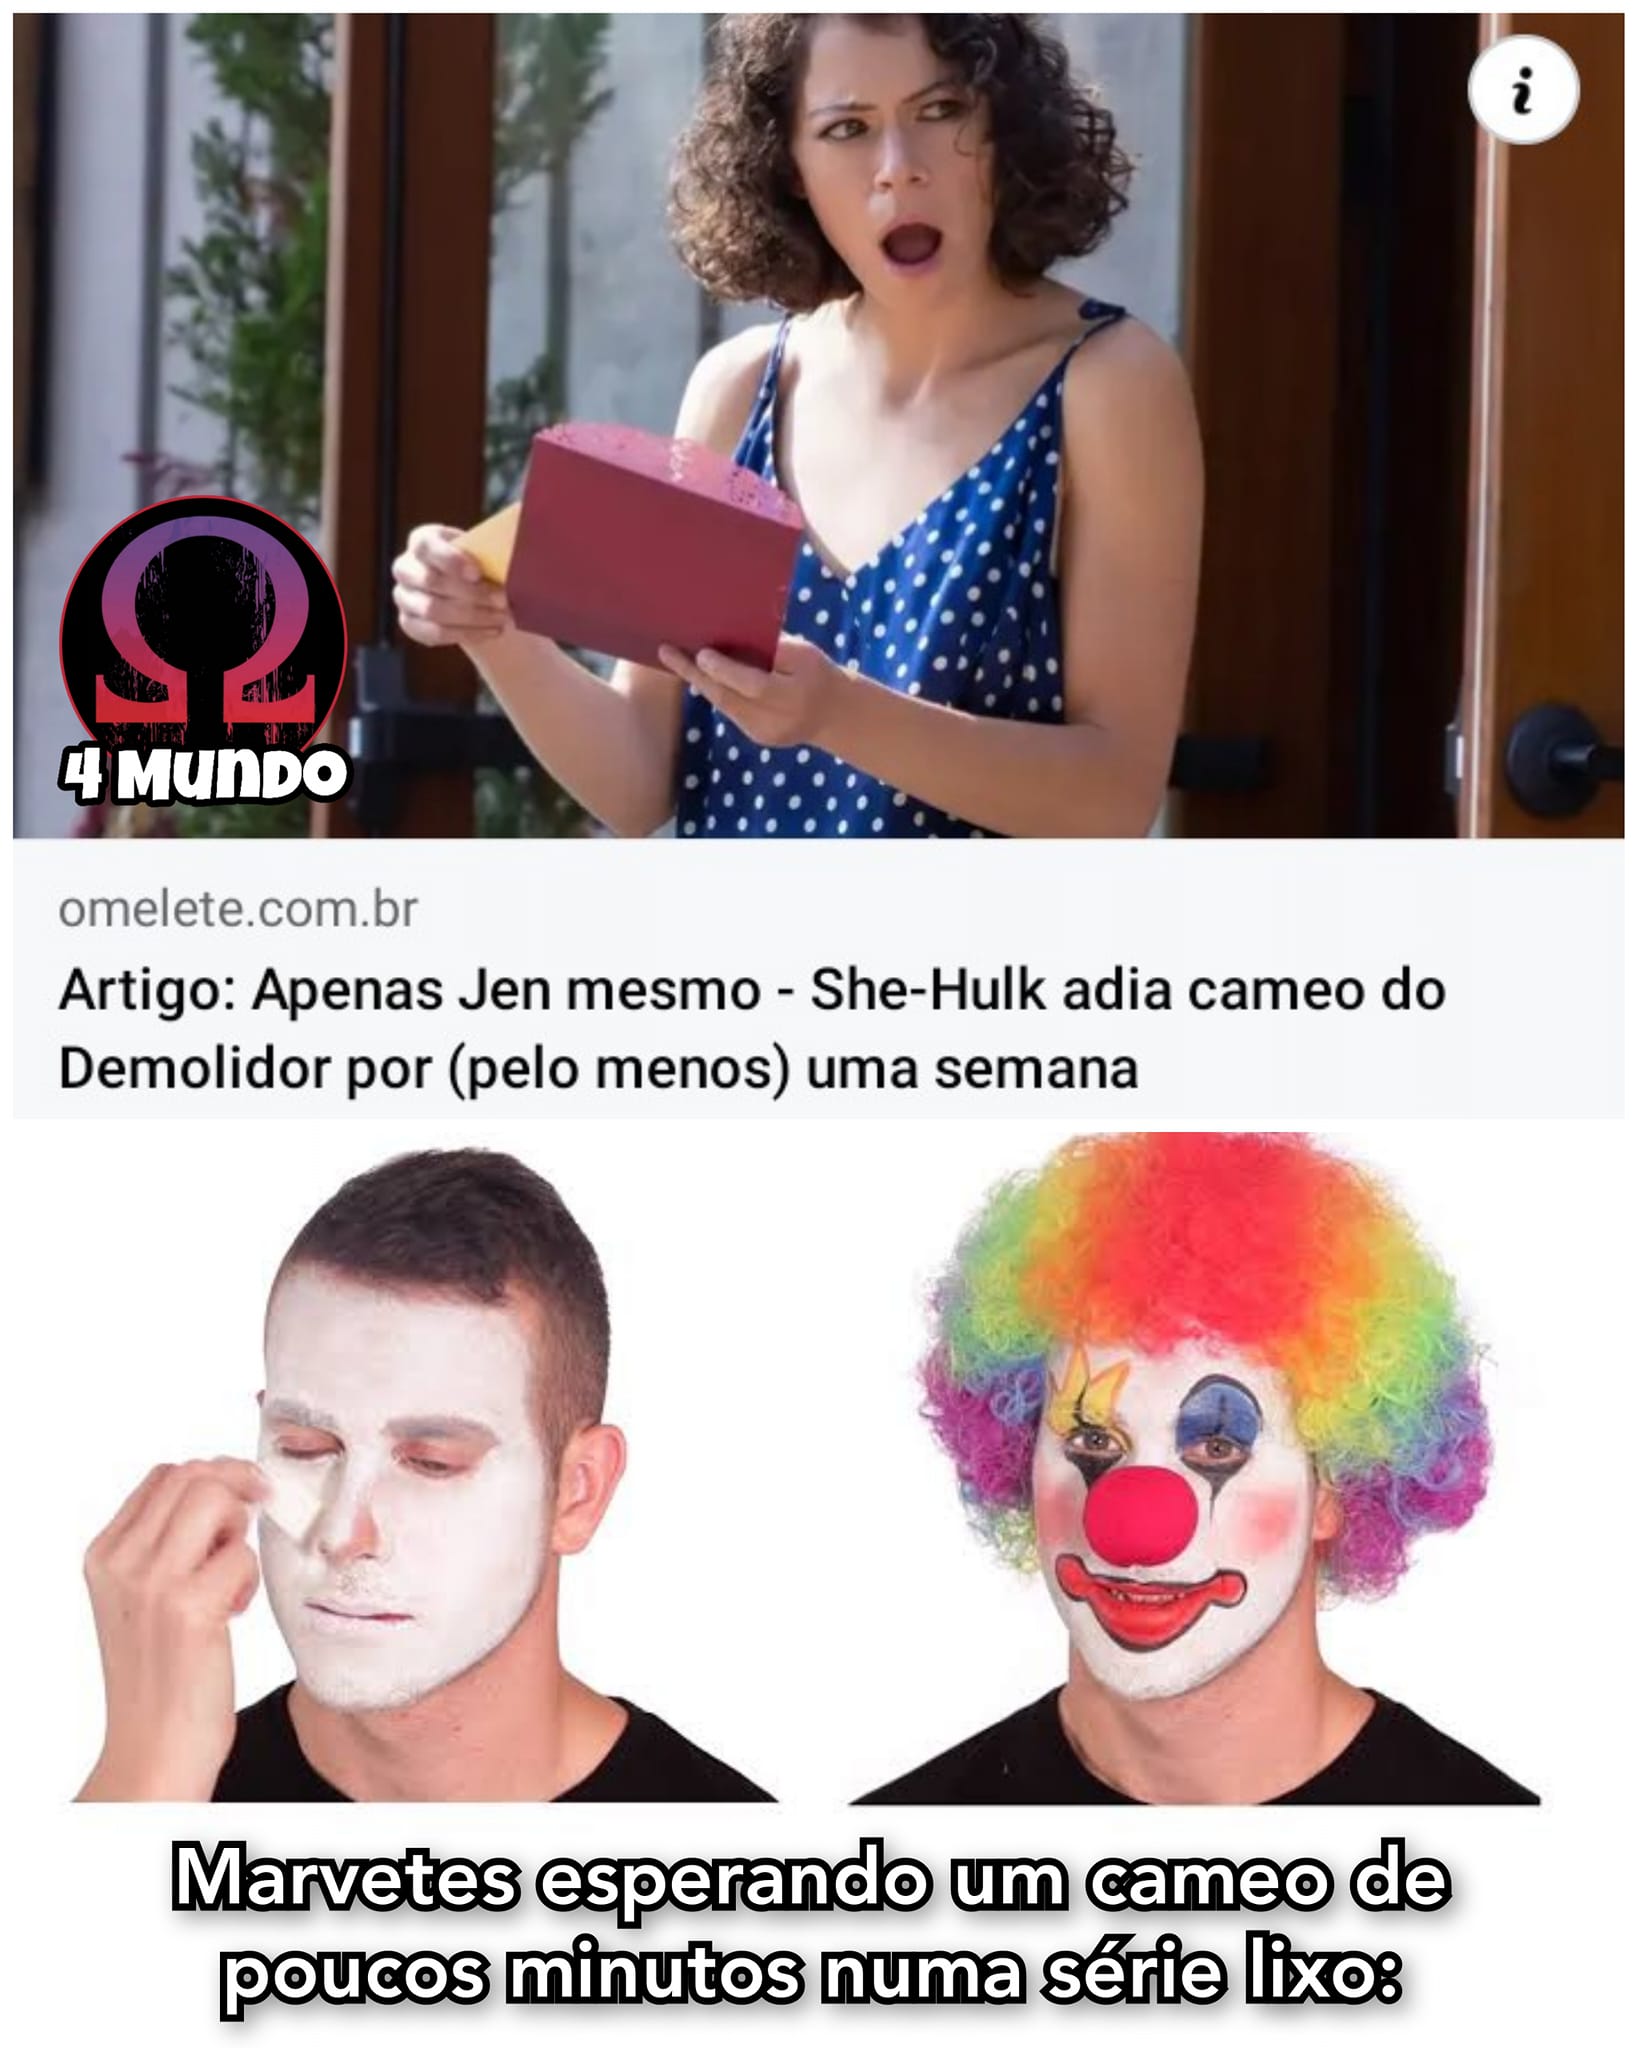 i
4 MUNDO
omelete.com.br
Artigo: Apenas Jen mesmo - She-Hulk adia cameo do
Demolidor por (pelo menos) uma semana
Marvetes esperando um cameo de
poucos minutos numa série lixo: